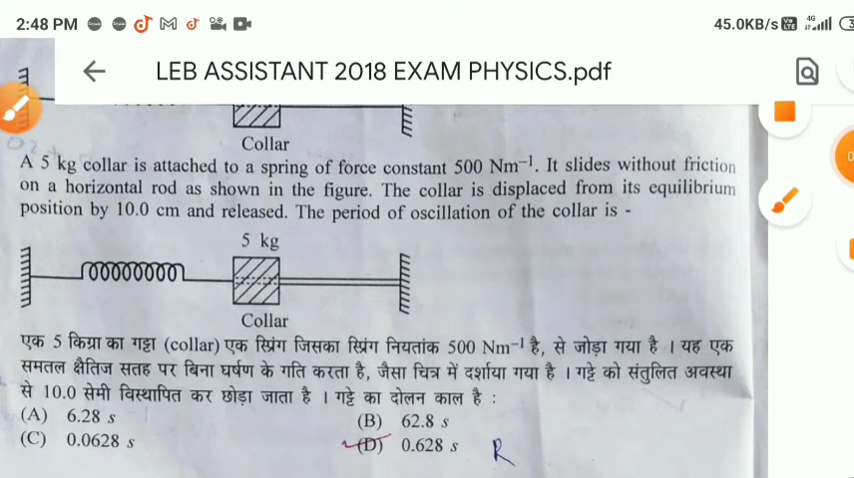 2:48 PM
45.0KB/s 4G
LEB ASSISTANT 2018 EXAM PHYSICS.pdf
Collar
A 5 kg collar is attached to a spring of force constant 500 Nm⁻¹. It slides without friction
on a horizontal rod as shown in the figure. The collar is displaced from its equilibrium
position by 10.0 cm and released. The period of oscillation of the collar is -
5 kg
Collar
एक 5 किग्रा का गट्टा (collar) एक स्प्रिंग जिसका स्प्रिंग नियतांक 500 Nm⁻¹ है, से जोड़ा गया है । यह एक
समतल क्षैतिज सतह पर बिना घर्षण के गति करता है, जैसा चित्र में दर्शाया गया है । गट्टे को संतुलित अवस्था
से 10.0 सेमी विस्थापित कर छोड़ा जाता है । गट्टे का दोलन काल है :
(A) 6.28 s
(B) 62.8 s
(C) 0.0628 s
(D) 0.628 s R